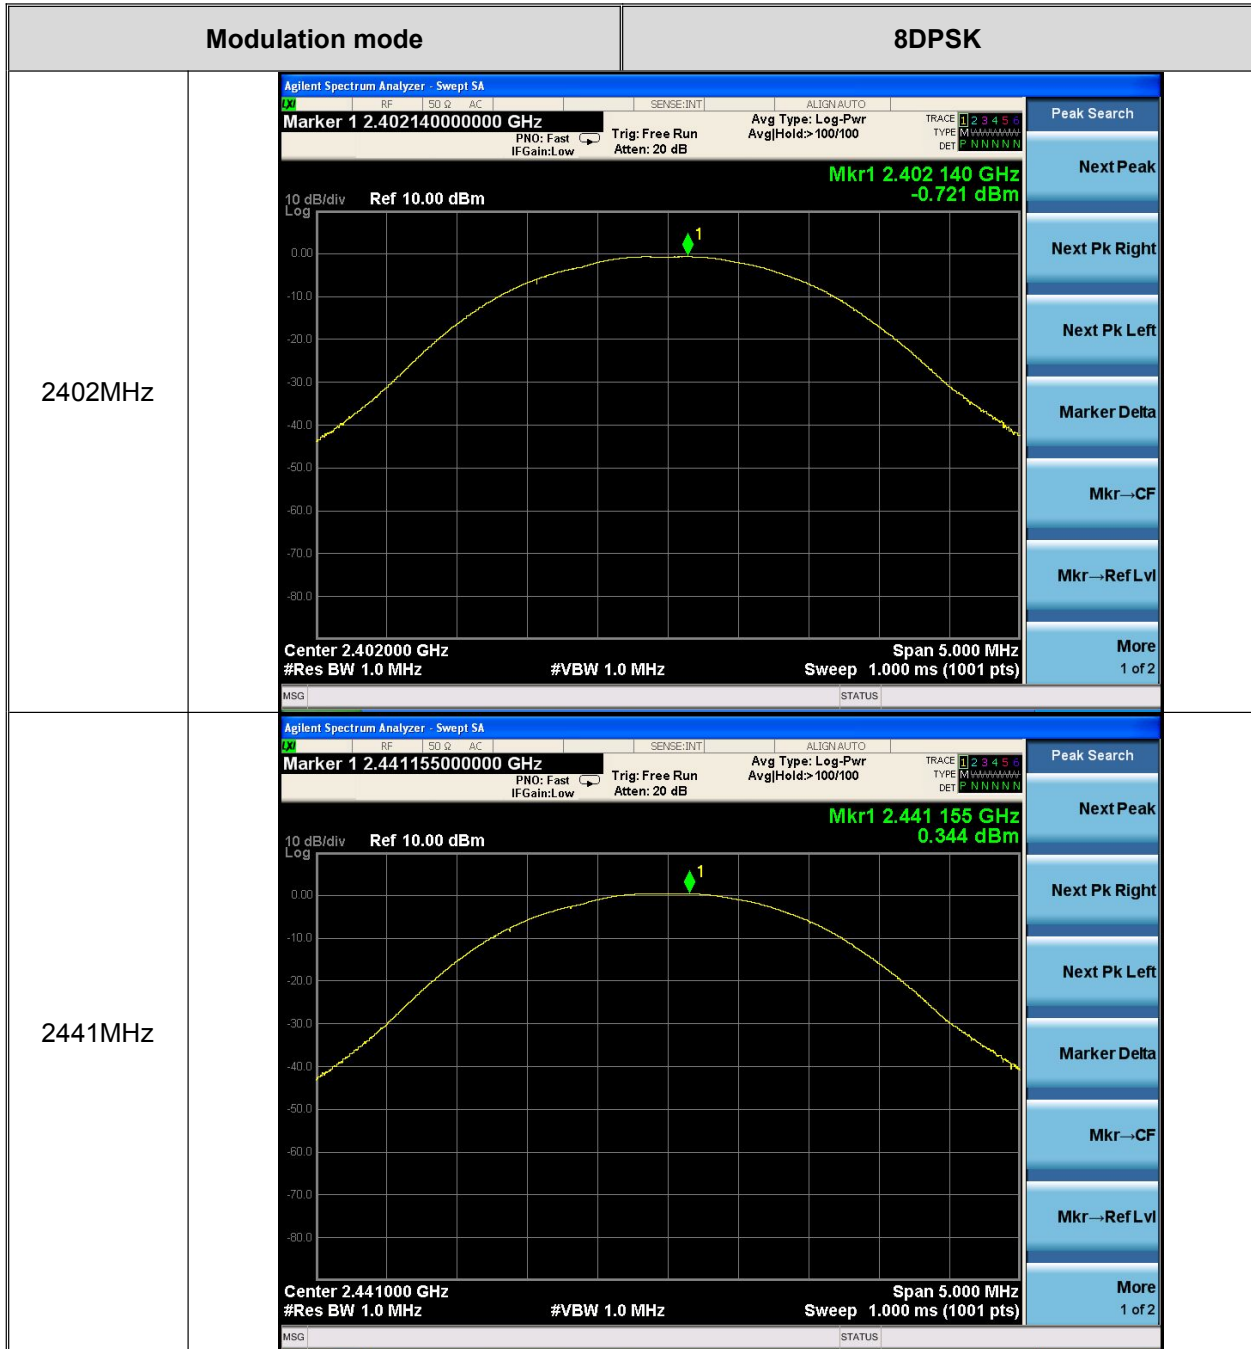 Modulation mode 8DPSK
2402MHz
Agilent Spectrum Analyzer - Swept SA
LXI RF 50 Ω AC SENSE:INT ALIGN AUTO
Marker 1 2.402140000000 GHz
PNO: Fast
IFGain:Low
Trig: Free Run
Atten: 20 dB
Avg Type: Log-Pwr
Avg|Hold:>100/100
TRACE 1 2 3 4 5 6
TYPE M
DET P N N N N N
Mkr1 2.402 140 GHz
-0.721 dBm
10 dB/div Ref 10.00 dBm
Log
0.00
-10.0
-20.0
-30.0
-40.0
-50.0
-60.0
-70.0
-80.0
1
Center 2.402000 GHz Span 5.000 MHz
#Res BW 1.0 MHz #VBW 1.0 MHz Sweep 1.000 ms (1001 pts)
MSG STATUS
Peak Search
Next Peak
Next Pk Right
Next Pk Left
Marker Delta
Mkr→CF
Mkr→Ref Lvl
More
1 of 2
2441MHz
Agilent Spectrum Analyzer - Swept SA
LXI RF 50 Ω AC SENSE:INT ALIGN AUTO
Marker 1 2.441155000000 GHz
PNO: Fast
IFGain:Low
Trig: Free Run
Atten: 20 dB
Avg Type: Log-Pwr
Avg|Hold:>100/100
TRACE 1 2 3 4 5 6
TYPE M
DET P N N N N N
Mkr1 2.441 155 GHz
0.344 dBm
10 dB/div Ref 10.00 dBm
Log
0.00
-10.0
-20.0
-30.0
-40.0
-50.0
-60.0
-70.0
-80.0
1
Center 2.441000 GHz Span 5.000 MHz
#Res BW 1.0 MHz #VBW 1.0 MHz Sweep 1.000 ms (1001 pts)
MSG STATUS
Peak Search
Next Peak
Next Pk Right
Next Pk Left
Marker Delta
Mkr→CF
Mkr→Ref Lvl
More
1 of 2